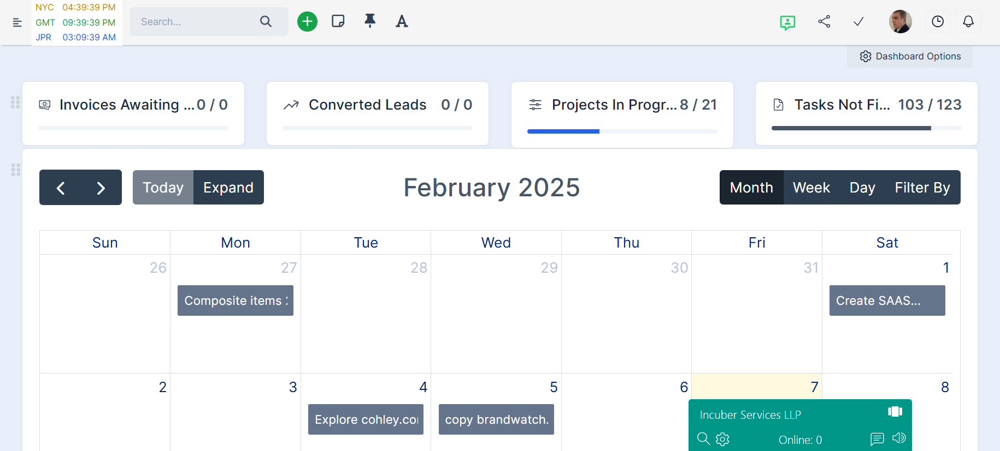 NYC 04:39:39 PM
GMT 09:39:39 PM
JPR 03:09:39 AM
Search...
A
Dashboard Options
Invoices Awaiting ... 0 / 0
Converted Leads 0 / 0
Projects In Progr... 8 / 21
Tasks Not Fi... 103 / 123
Today Expand
February 2025
Month Week Day Filter By
Sun Mon Tue Wed Thu Fri Sat
26 27 28 29 30 31 1
Composite items Create SAAS...
2 3 4 5 6 7 8
Explore cohley.co copy brandwatch.
Incuber Services LLP
Online: 0